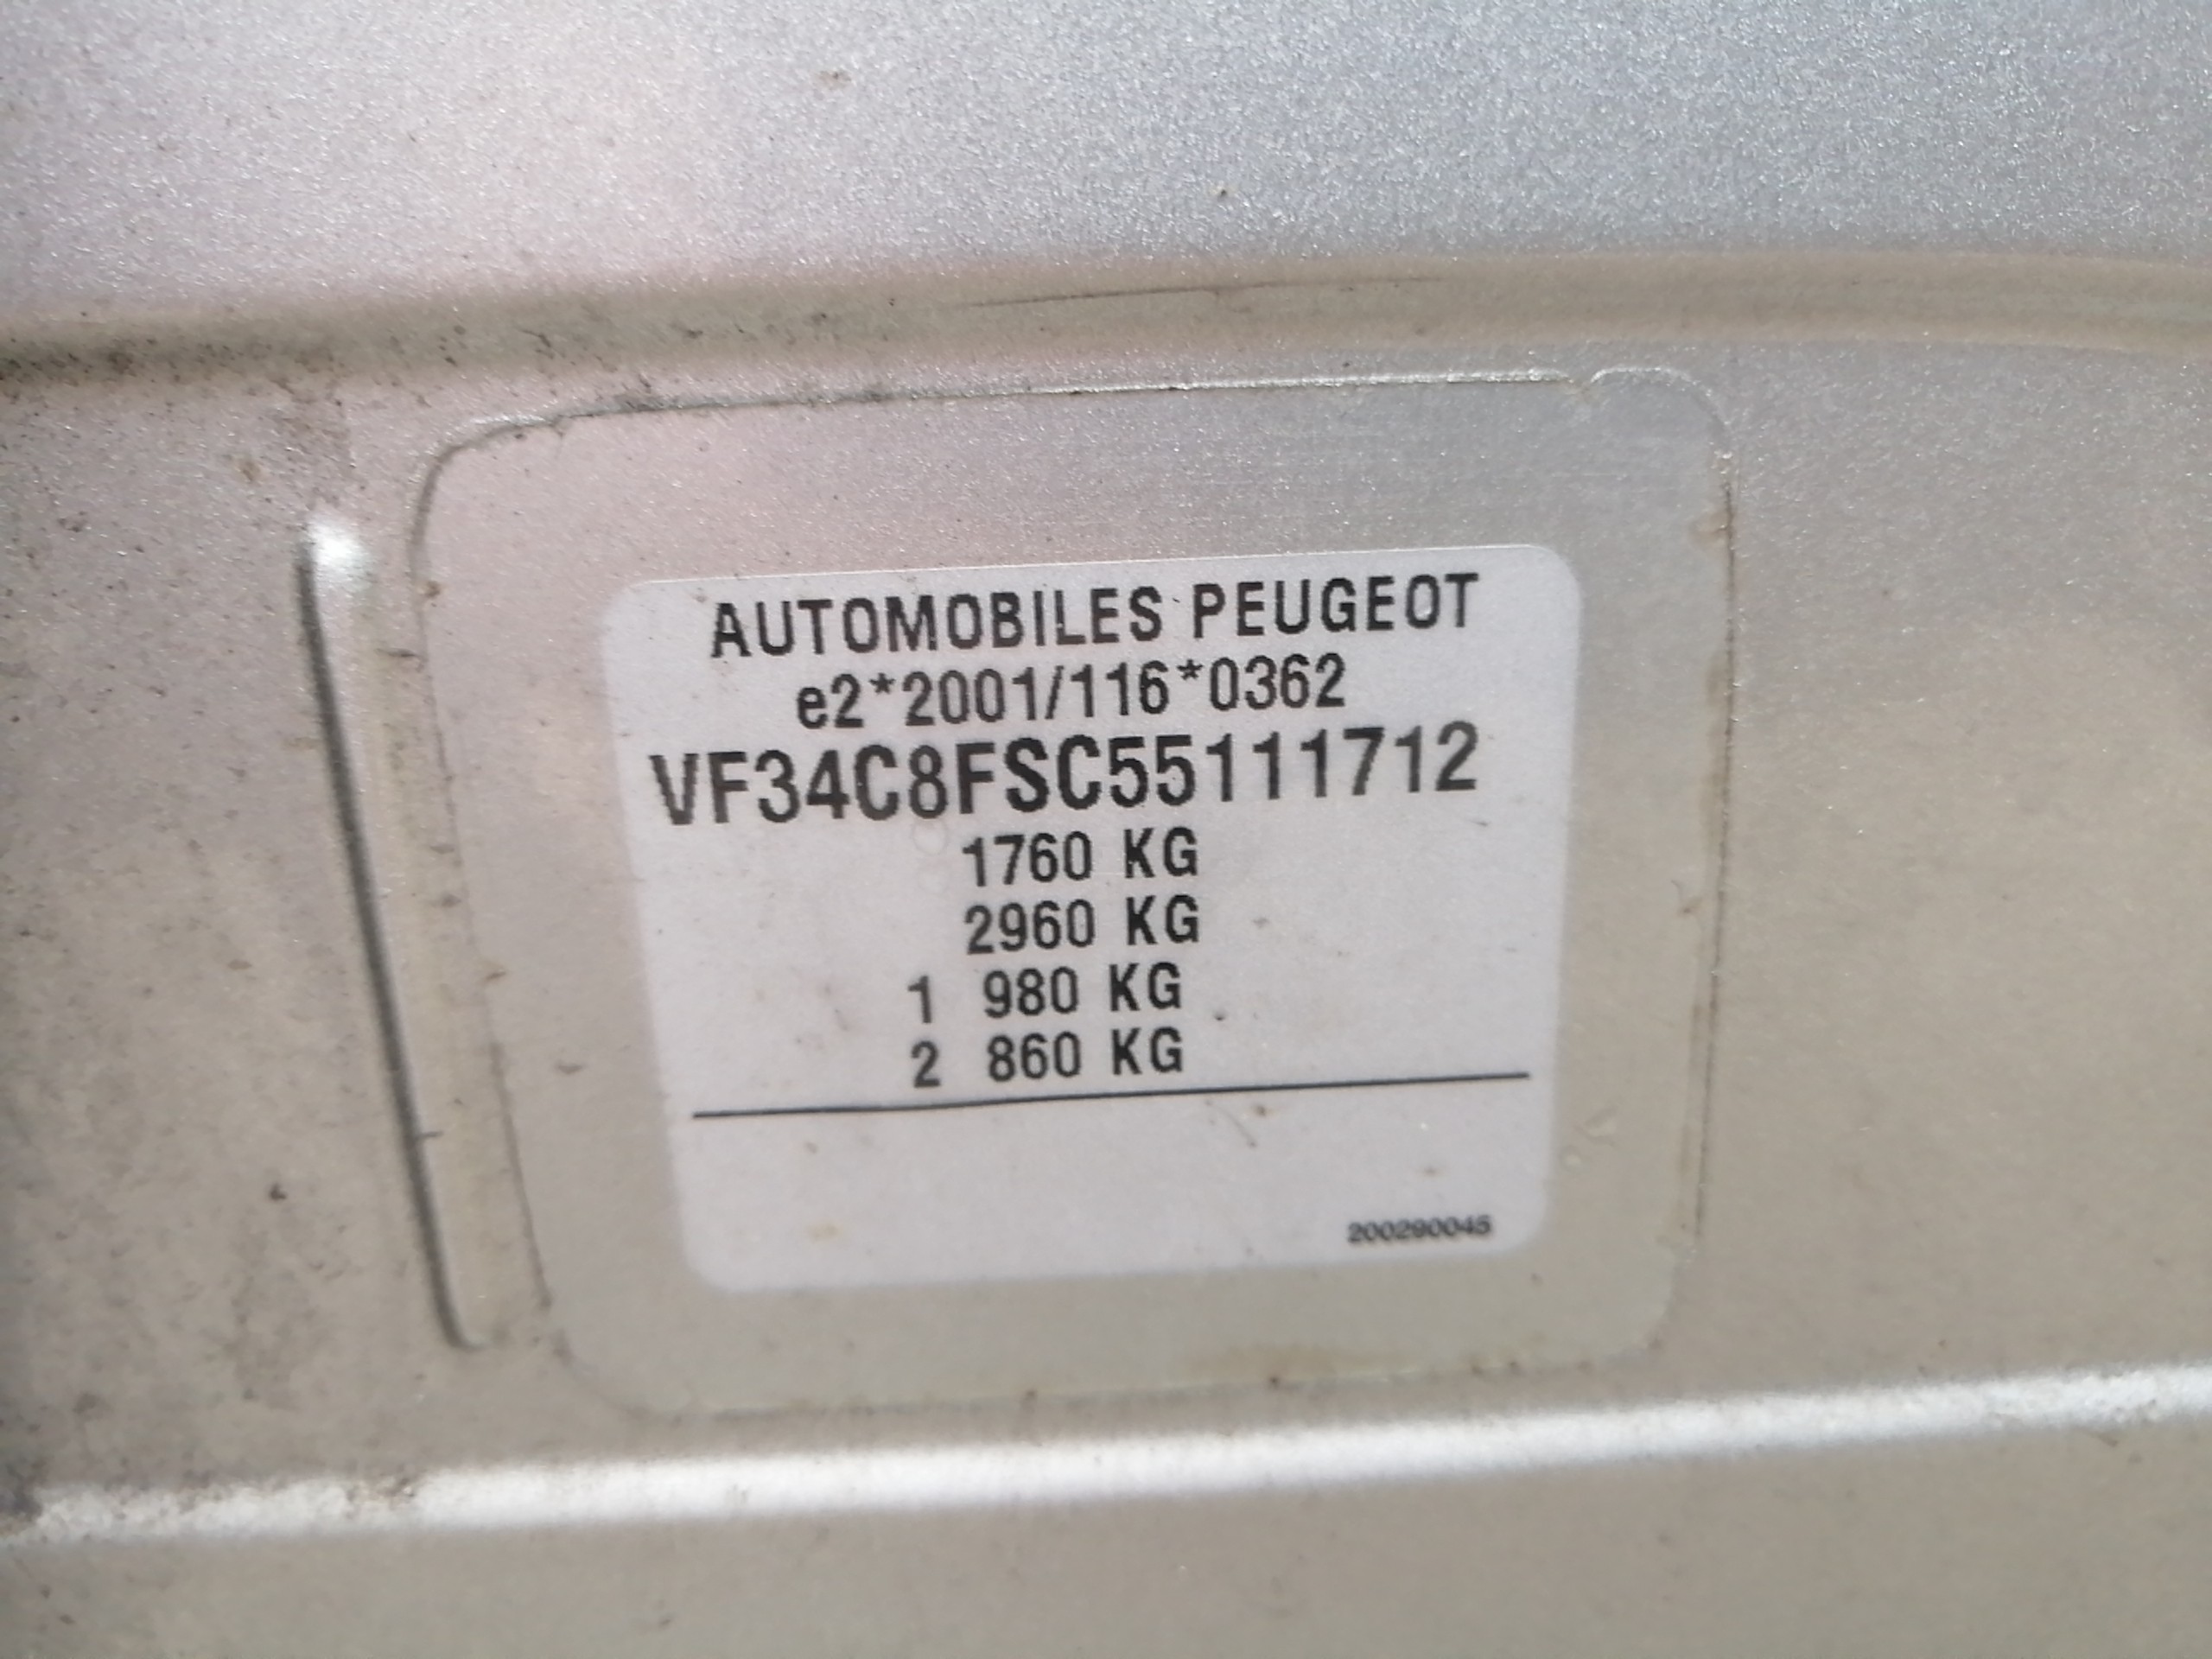 AUTOMOBILES PEUGEOT
e2*2001/116*0362
VF34C8FSC55111712
1760 KG
2960 KG
1 980 KG
2 860 KG
200290045